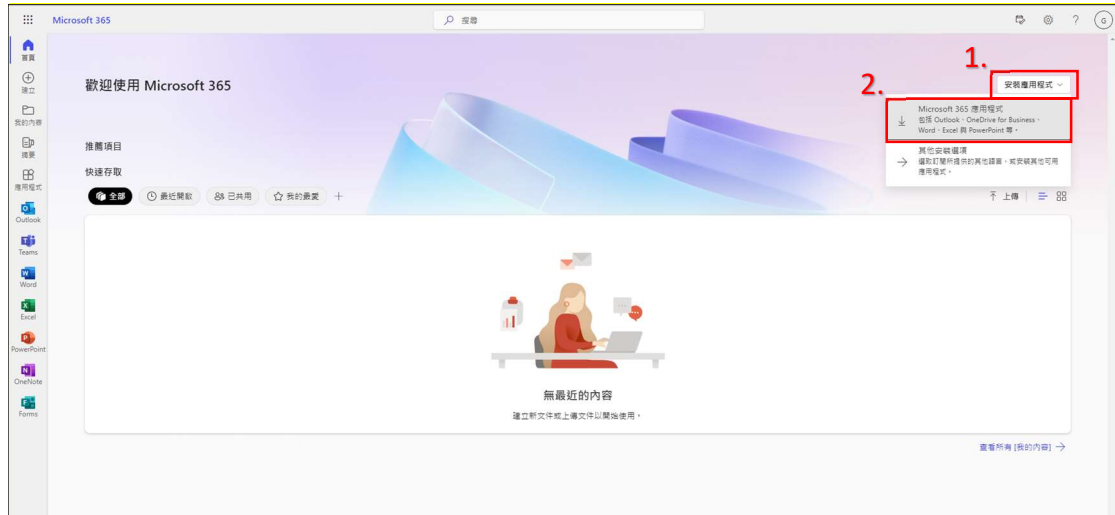 Microsoft 365
搜尋
?
G
首頁
建立
我的內容
摘要
應用程式
Outlook
Teams
Word
Excel
PowerPoint
OneNote
Forms
歡迎使用 Microsoft 365
1.
安裝應用程式
2.
Microsoft 365 應用程式
包括 Outlook、OneDrive for Business、
Word、Excel 與 PowerPoint 等。
其他安裝選項
選取訂閱所提供的其他語言，或安裝其他可用
應用程式。
推薦項目
快速存取
全部
最近開啟
已共用
我的最愛
上傳
無最近的內容
建立新文件或上傳文件以開始使用。
查看所有 [我的內容]